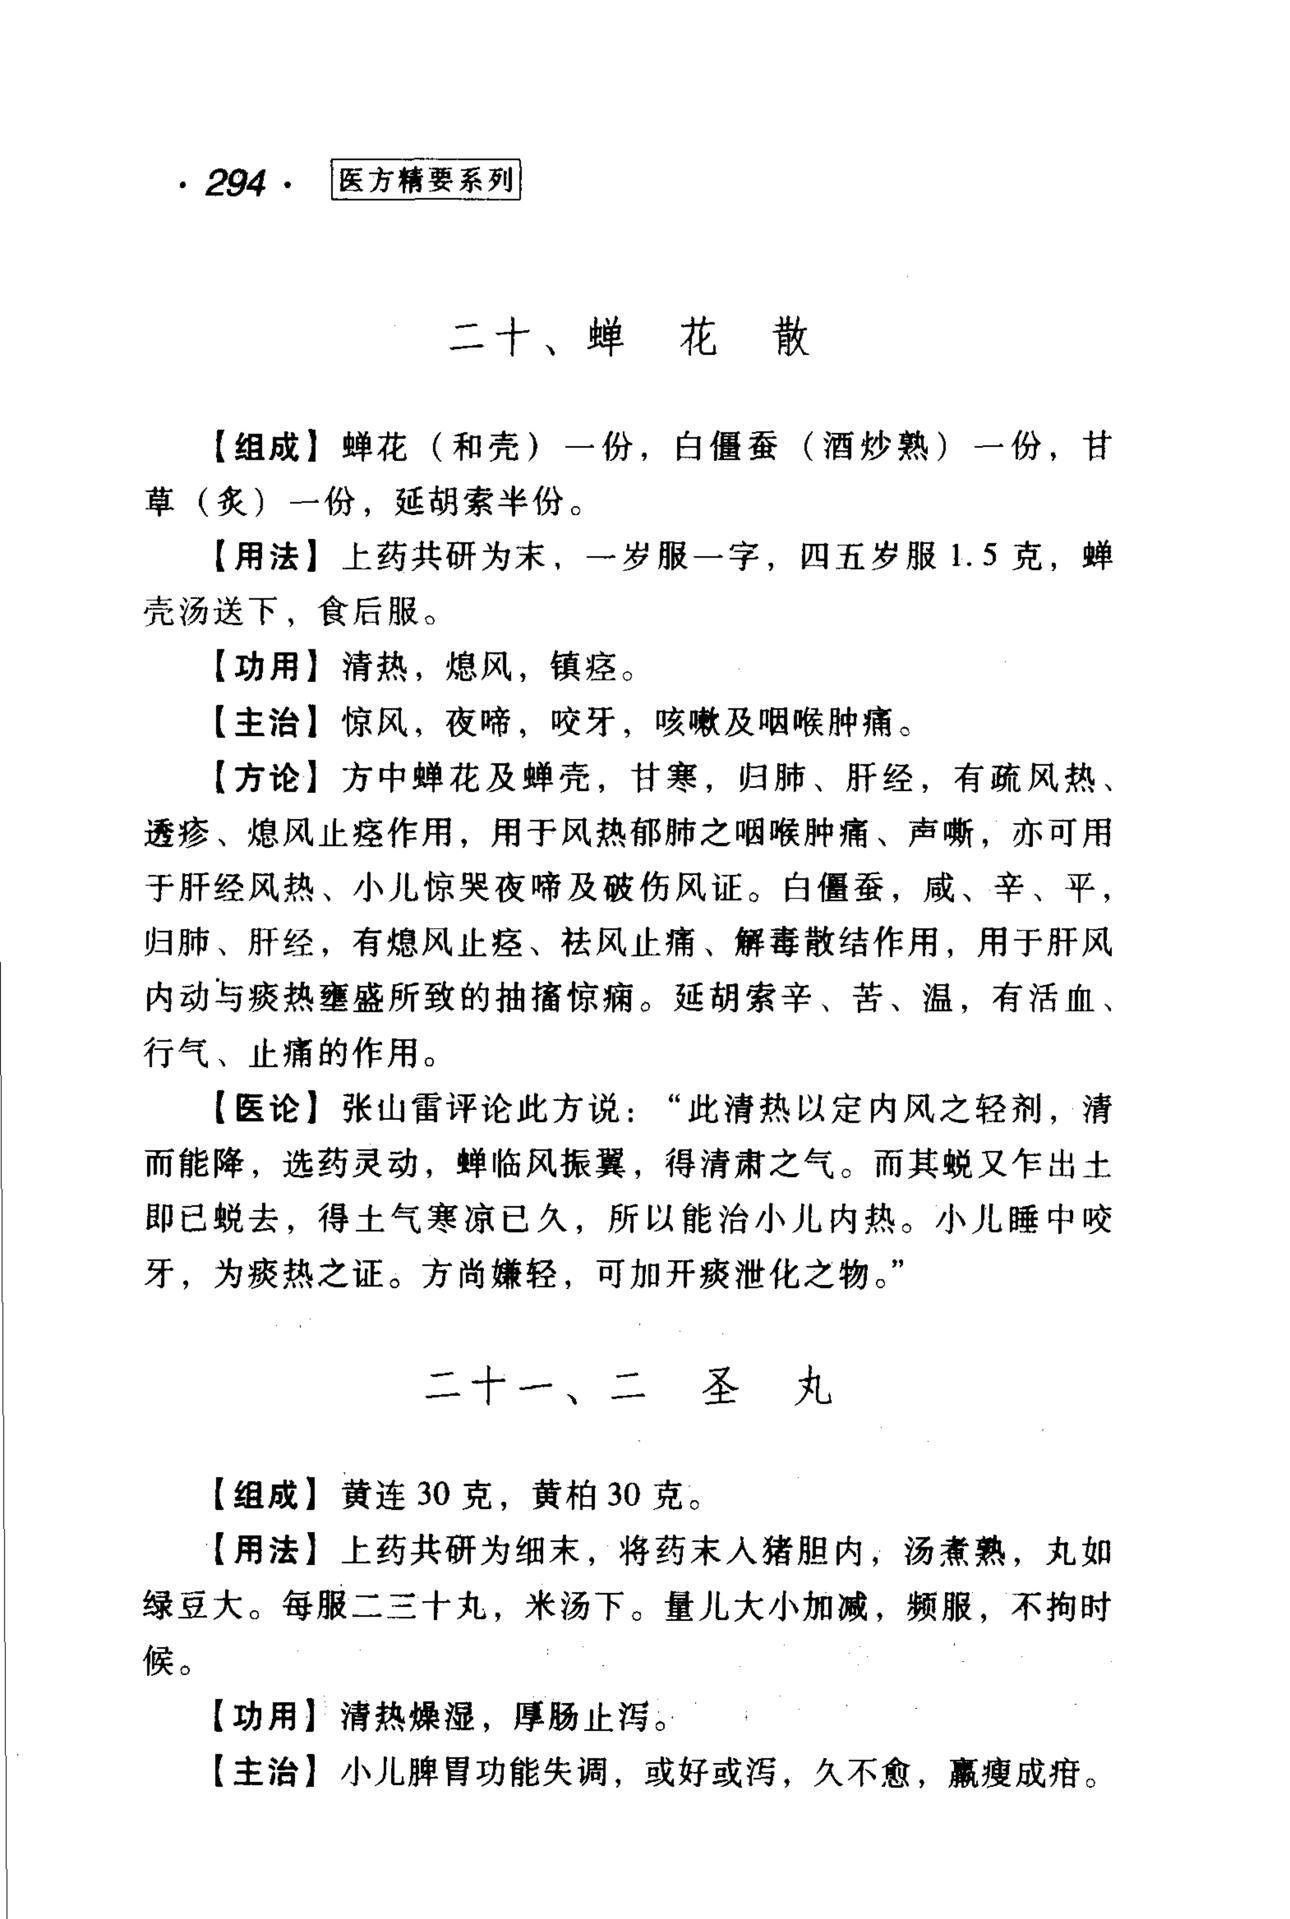 ·294· 医方精要系列
二十、蝉 花 散
【组成】蝉花（和壳）一份，白僵蚕（酒炒熟）一份，甘
草（炙）一份，延胡索半份。
【用法】上药共研为末，一岁服一字，四五岁服1.5克，蝉
壳汤送下，食后服。
【功用】清热，熄风，镇痉。
【主治】惊风，夜啼，咬牙，咳嗽及咽喉肿痛。
【方论】方中蝉花及蝉壳，甘寒，归肺、肝经，有疏风热、
透疹、熄风止痉作用，用于风热郁肺之咽喉肿痛、声嘶，亦可用
于肝经风热、小儿惊哭夜啼及破伤风证。白僵蚕，咸、辛、平，
归肺、肝经，有熄风止痉、祛风止痛、解毒散结作用，用于肝风
内动与痰热壅盛所致的抽搐惊痫。延胡索辛、苦、温，有活血、
行气、止痛的作用。
【医论】张山雷评论此方说：“此清热以定内风之轻剂，清
而能降，选药灵动，蝉临风振翼，得清肃之气。而其蜕又乍出土
即已蜕去，得土气寒凉已久，所以能治小儿内热。小儿睡中咬
牙，为痰热之证。方尚嫌轻，可加开痰泄化之物。”
二十一、二 圣 丸
【组成】黄连30克，黄柏30克。
【用法】上药共研为细末，将药末入猪胆内，汤煮熟，丸如
绿豆大。每服二三十丸，米汤下。量儿大小加减，频服，不拘时
候。
【功用】清热燥湿，厚肠止泻。
【主治】小儿脾胃功能失调，或好或泻，久不愈，羸瘦成疳。